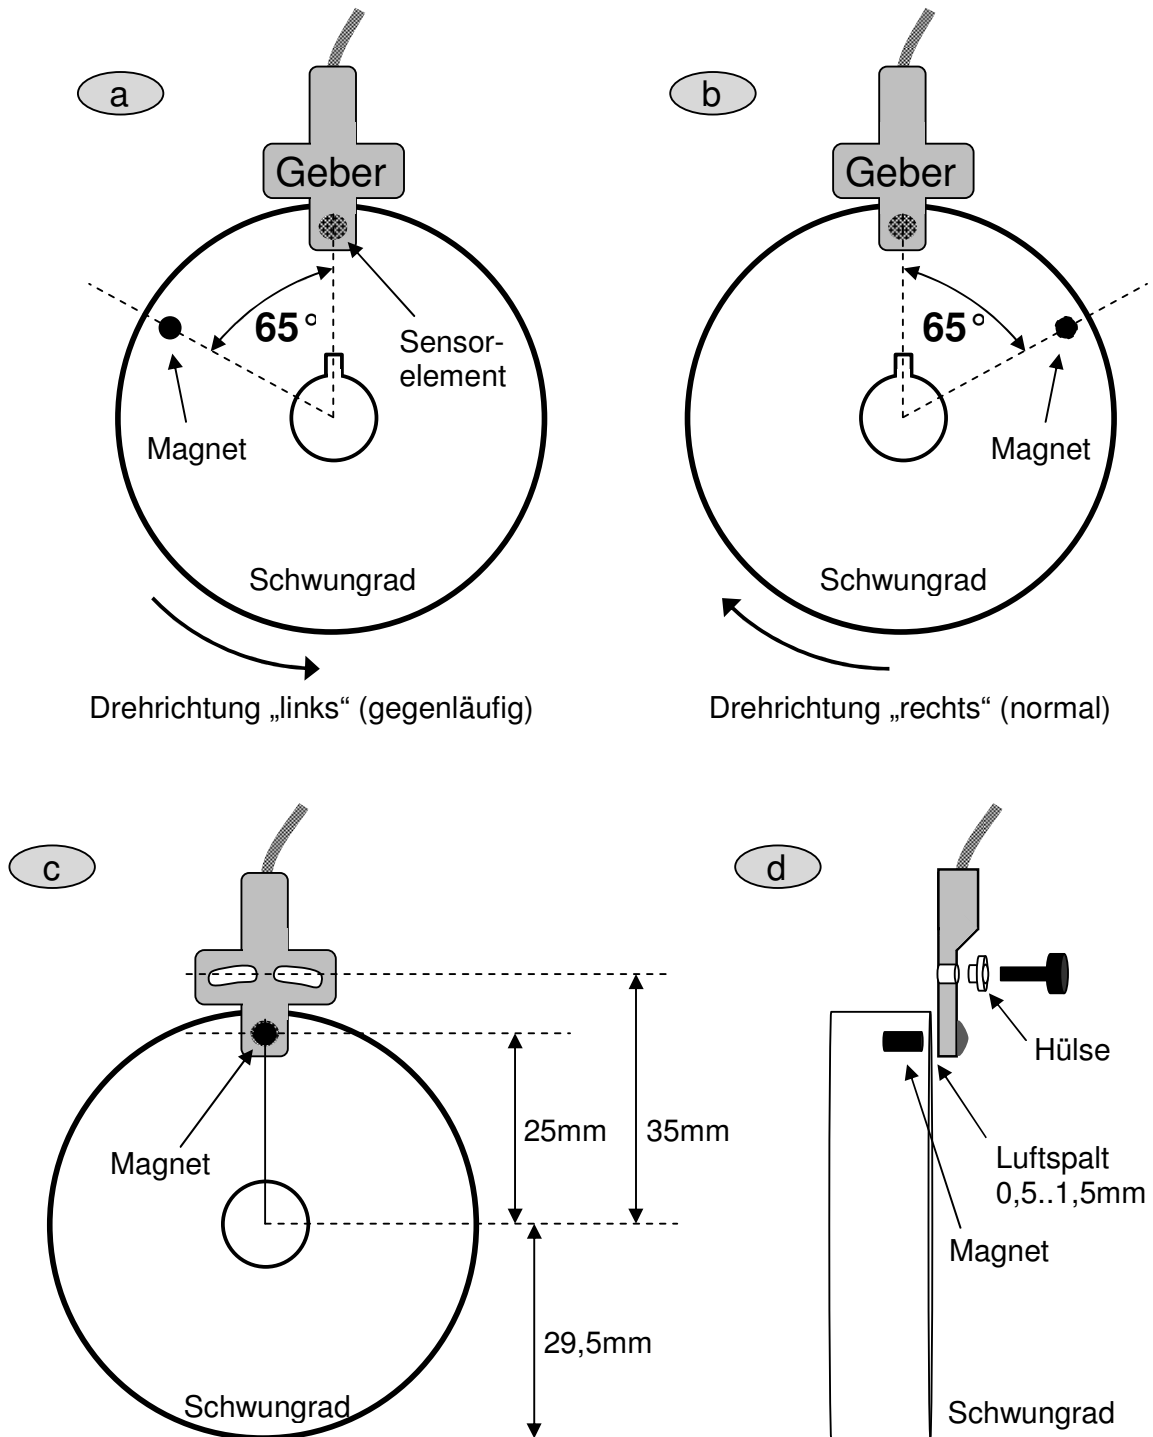 a
Geber
65°
Sensor-
element
Magnet
Schwungrad
Drehrichtung „links“ (gegenläufig)
b
Geber
65°
Magnet
Schwungrad
Drehrichtung „rechts“ (normal)
c
Magnet
25mm
35mm
29,5mm
Schwungrad
d
Hülse
Luftspalt
0,5..1,5mm
Magnet
Schwungrad